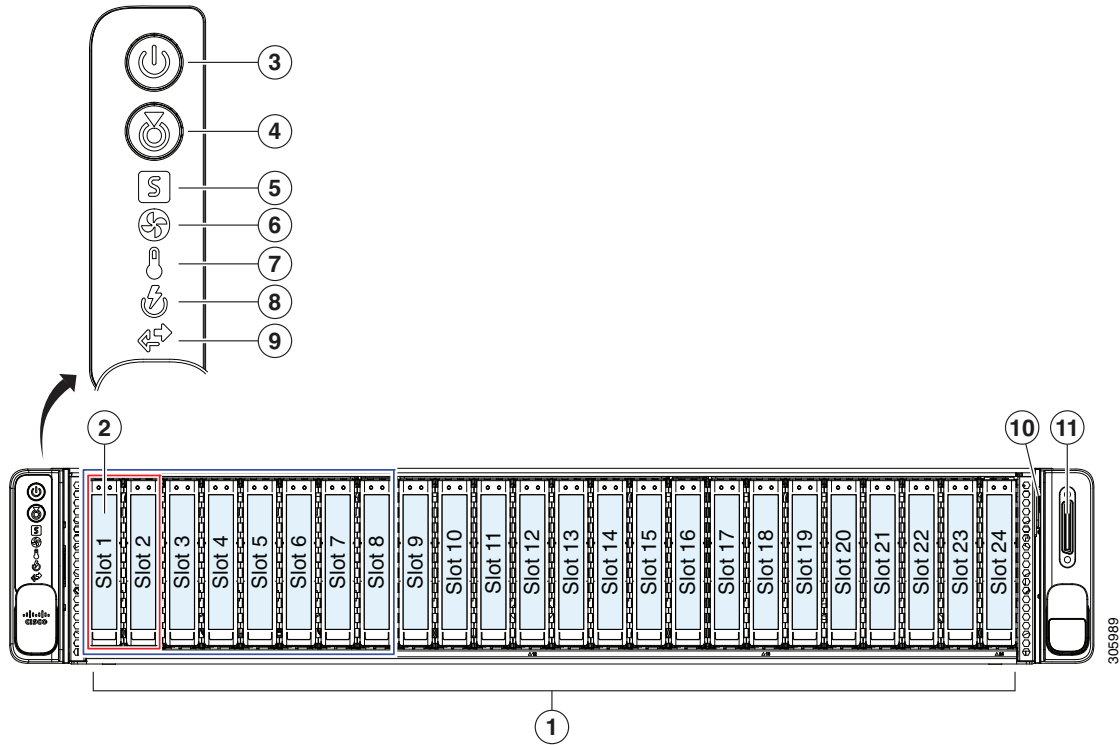 3
4
S
5
6
7
8
9
2
10
11
S
CISCO
Slot 1
Slot 2
Slot 3
Slot 4
Slot 5
Slot 6
Slot 7
Slot 8
Slot 9
Slot 10
Slot 11
Slot 12
Slot 13
Slot 14
Slot 15
Slot 16
Slot 17
Slot 18
Slot 19
Slot 20
Slot 21
Slot 22
Slot 23
Slot 24
305989
1